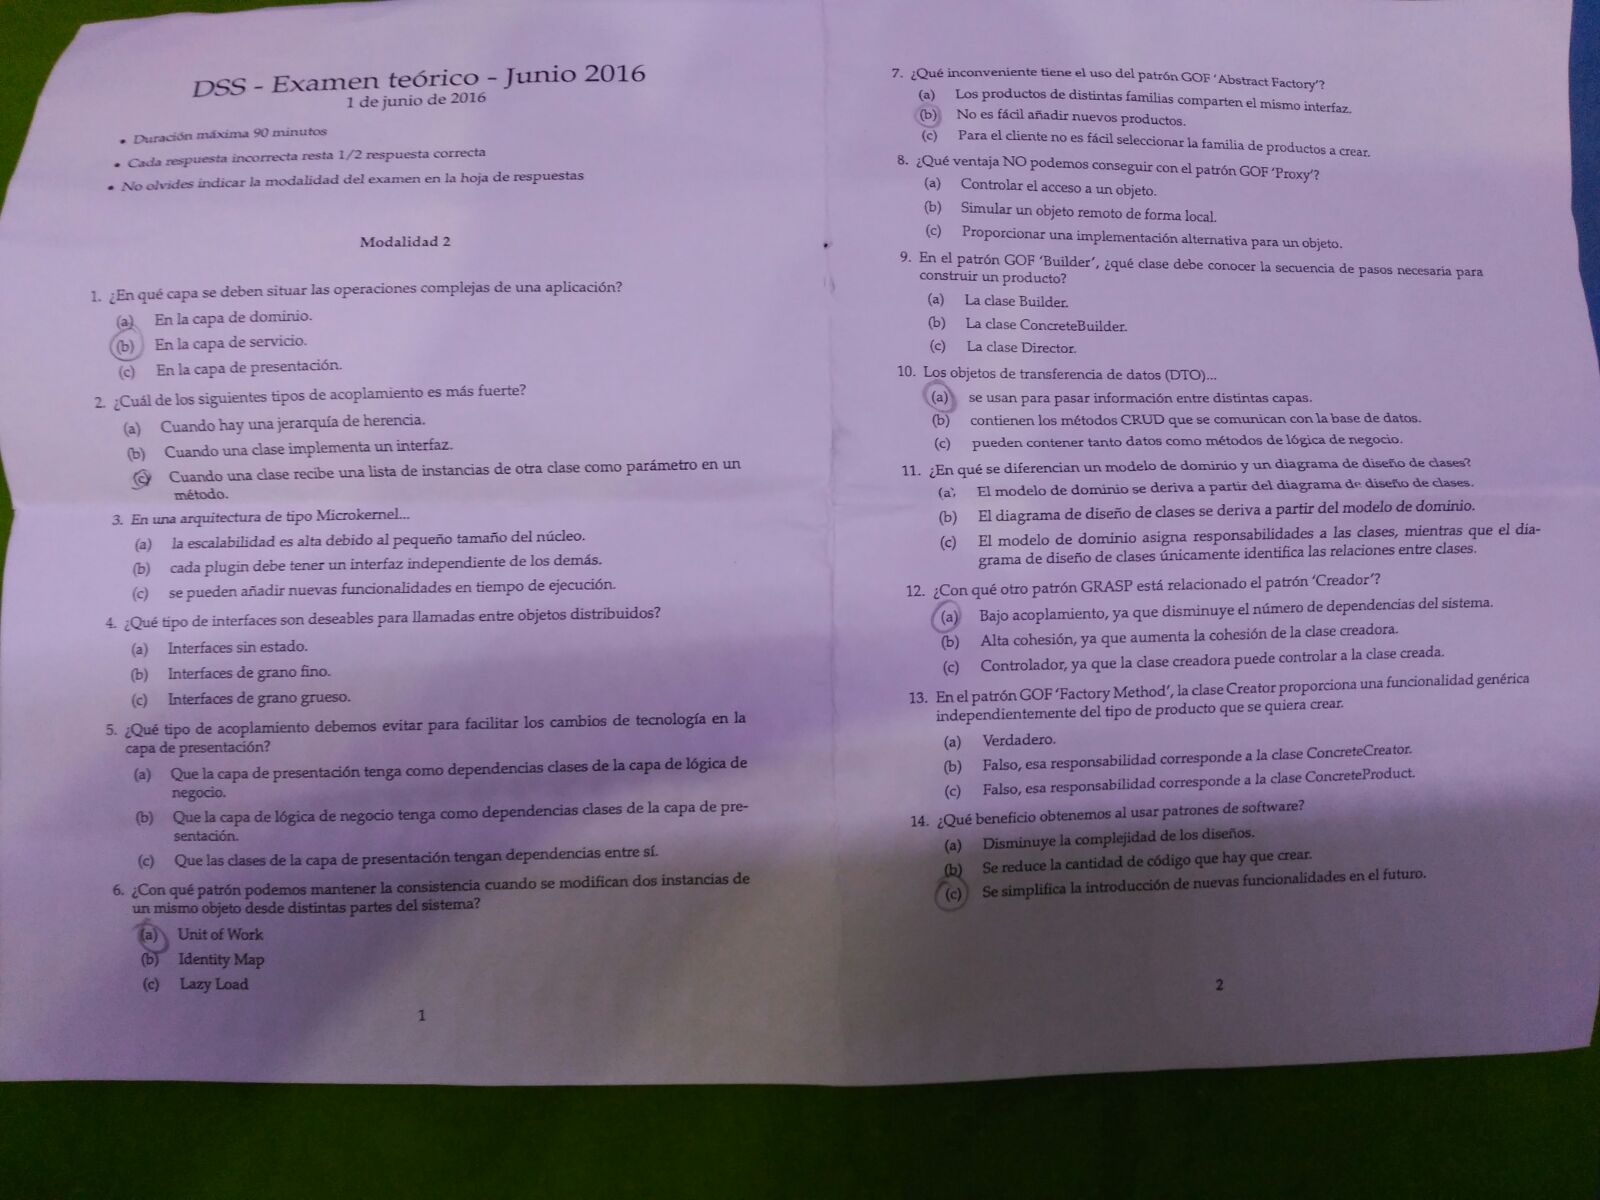 DSS - Examen teórico - Junio 2016
1 de junio de 2016
• Duración máxima 90 minutos
• Cada respuesta incorrecta resta 1/2 respuesta correcta
• No olvides indicar la modalidad del examen en la hoja de respuestas
Modalidad 2
1. ¿En qué capa se deben situar las operaciones complejas de una aplicación?
(a) En la capa de dominio.
(b) En la capa de servicio.
(c) En la capa de presentación.
2. ¿Cuál de los siguientes tipos de acoplamiento es más fuerte?
(a) Cuando hay una jerarquía de herencia.
(b) Cuando una clase implementa un interfaz.
(c) Cuando una clase recibe una lista de instancias de otra clase como parámetro en un
método.
3. En una arquitectura de tipo Microkernel...
(a) la escalabilidad es alta debido al pequeño tamaño del núcleo.
(b) cada plugin debe tener un interfaz independiente de los demás.
(c) se pueden añadir nuevas funcionalidades en tiempo de ejecución.
4. ¿Qué tipo de interfaces son deseables para llamadas entre objetos distribuidos?
(a) Interfaces sin estado.
(b) Interfaces de grano fino.
(c) Interfaces de grano grueso.
5. ¿Qué tipo de acoplamiento debemos evitar para facilitar los cambios de tecnología en la
capa de presentación?
(a) Que la capa de presentación tenga como dependencias clases de la capa de lógica de
negocio.
(b) Que la capa de lógica de negocio tenga como dependencias clases de la capa de pre-
sentación.
(c) Que las clases de la capa de presentación tengan dependencias entre sí.
6. ¿Con qué patrón podemos mantener la consistencia cuando se modifican dos instancias de
un mismo objeto desde distintas partes del sistema?
(a) Unit of Work
(b) Identity Map
(c) Lazy Load
1
7. ¿Qué inconveniente tiene el uso del patrón GOF 'Abstract Factory'?
(a) Los productos de distintas familias comparten el mismo interfaz.
(b) No es fácil añadir nuevos productos.
(c) Para el cliente no es fácil seleccionar la familia de productos a crear.
8. ¿Qué ventaja NO podemos conseguir con el patrón GOF 'Proxy'?
(a) Controlar el acceso a un objeto.
(b) Simular un objeto remoto de forma local.
(c) Proporcionar una implementación alternativa para un objeto.
9. En el patrón GOF 'Builder', ¿qué clase debe conocer la secuencia de pasos necesaria para
construir un producto?
(a) La clase Builder.
(b) La clase ConcreteBuilder.
(c) La clase Director.
10. Los objetos de transferencia de datos (DTO)...
(a) se usan para pasar información entre distintas capas.
(b) contienen los métodos CRUD que se comunican con la base de datos.
(c) pueden contener tanto datos como métodos de lógica de negocio.
11. ¿En qué se diferencian un modelo de dominio y un diagrama de diseño de clases?
(a) El modelo de dominio se deriva a partir del diagrama de diseño de clases.
(b) El diagrama de diseño de clases se deriva a partir del modelo de dominio.
(c) El modelo de dominio asigna responsabilidades a las clases, mientras que el dia-
grama de diseño de clases únicamente identifica las relaciones entre clases.
12. ¿Con qué otro patrón GRASP está relacionado el patrón 'Creador'?
(a) Bajo acoplamiento, ya que disminuye el número de dependencias del sistema.
(b) Alta cohesión, ya que aumenta la cohesión de la clase creadora.
(c) Controlador, ya que la clase creadora puede controlar a la clase creada.
13. En el patrón GOF 'Factory Method', la clase Creator proporciona una funcionalidad genérica
independientemente del tipo de producto que se quiera crear.
(a) Verdadero.
(b) Falso, esa responsabilidad corresponde a la clase ConcreteCreator.
(c) Falso, esa responsabilidad corresponde a la clase ConcreteProduct.
14. ¿Qué beneficio obtenemos al usar patrones de software?
(a) Disminuye la complejidad de los diseños.
(b) Se reduce la cantidad de código que hay que crear.
(c) Se simplifica la introducción de nuevas funcionalidades en el futuro.
2